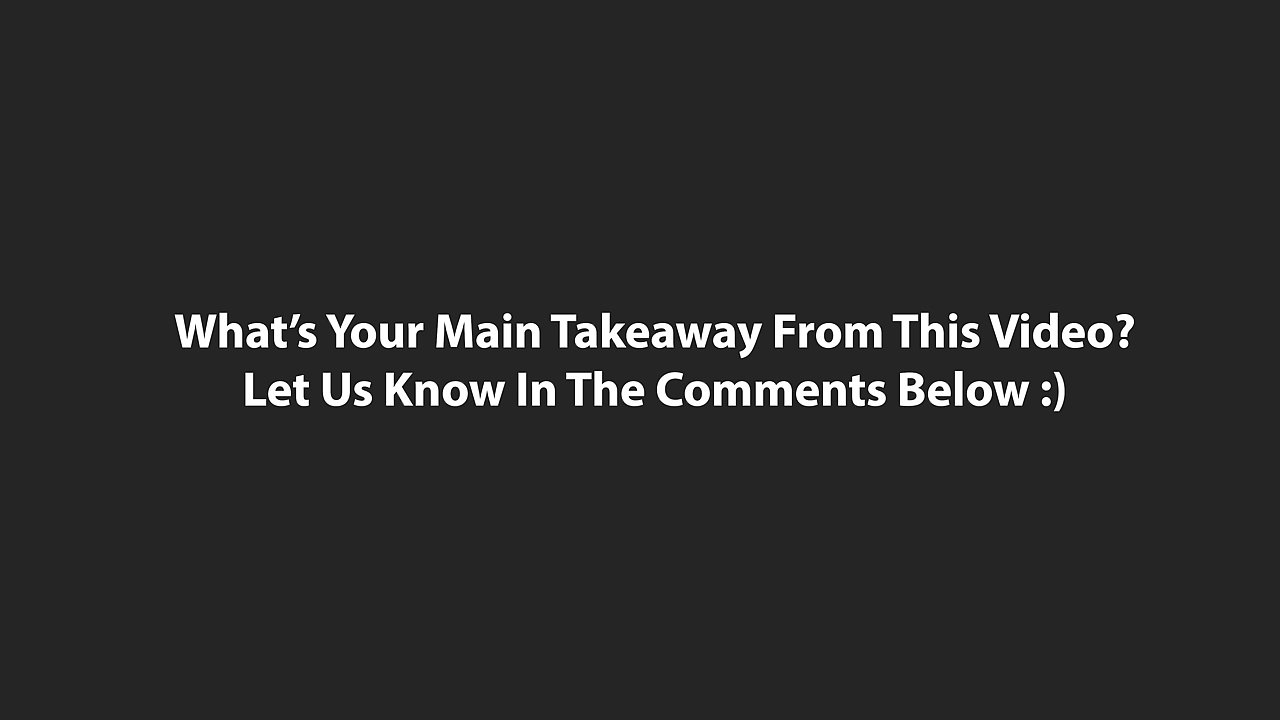 What’s Your Main Takeaway From This Video?
Let Us Know In The Comments Below :)